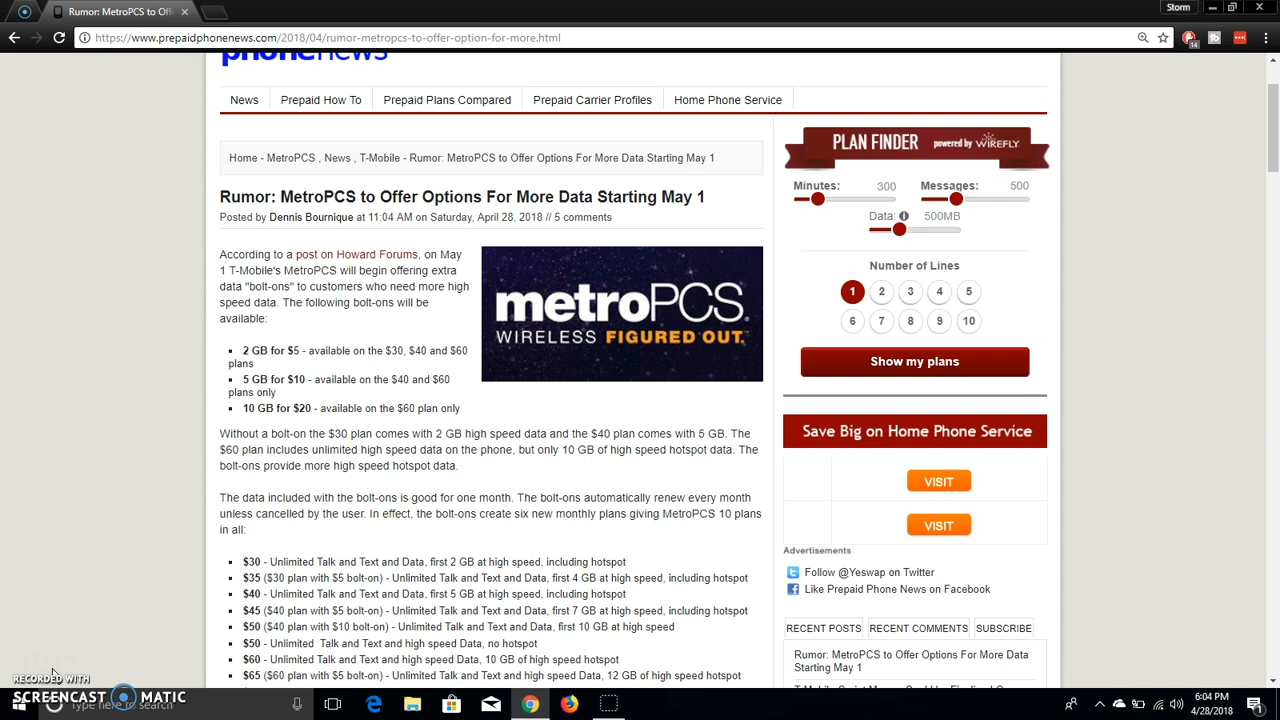 Rumor: MetroPCS to Off
Storm
https://www.prepaidphonenews.com/2018/04/rumor-metropcs-to-offer-option-for-more.html
14
phonenews
News Prepaid How To Prepaid Plans Compared Prepaid Carrier Profiles Home Phone Service
Home - MetroPCS , News , T-Mobile - Rumor: MetroPCS to Offer Options For More Data Starting May 1
Rumor: MetroPCS to Offer Options For More Data Starting May 1
Posted by Dennis Bournique at 11:04 AM on Saturday, April 28, 2018 // 5 comments
According to a post on Howard Forums, on May
1 T-Mobile's MetroPCS will begin offering extra
data "bolt-ons" to customers who need more high
speed data. The following bolt-ons will be
available:
metroPCS.
WIRELESS FIGURED OUT.
2 GB for $5 - available on the $30, $40 and $60
plans
5 GB for $10 - available on the $40 and $60
plans only
10 GB for $20 - available on the $60 plan only
Without a bolt-on the $30 plan comes with 2 GB high speed data and the $40 plan comes with 5 GB. The
$60 plan includes unlimited high speed data on the phone, but only 10 GB of high speed hotspot data. The
bolt-ons provide more high speed hotspot data.
The data included with the bolt-ons is good for one month. The bolt-ons automatically renew every month
unless cancelled by the user. In effect, the bolt-ons create six new monthly plans giving MetroPCS 10 plans
in all:
$30 - Unlimited Talk and Text and Data, first 2 GB at high speed, including hotspot
$35 ($30 plan with $5 bolt-on) - Unlimited Talk and Text and Data, first 4 GB at high speed, including hotspot
$40 - Unlimited Talk and Text and Data, first 5 GB at high speed, including hotspot
$45 ($40 plan with $5 bolt-on) - Unlimited Talk and Text and Data, first 7 GB at high speed, including hotspot
$50 ($40 plan with $10 bolt-on) - Unlimited Talk and Text and Data, first 10 GB at high speed
$50 - Unlimited Talk and Text and high speed Data, no hotspot
$60 - Unlimited Talk and Text and high speed Data, 10 GB of high speed hotspot
$65 ($60 plan with $5 bolt-on) - Unlimited Talk and Text and high speed Data, 12 GB of high speed hotspot
PLAN FINDER powered by WIREFLY
Minutes: 300 Messages: 500
Data: 500MB
Number of Lines
1 2 3 4 5
6 7 8 9 10
Show my plans
Save Big on Home Phone Service
VISIT
VISIT
Advertisements
Follow @Yeswap on Twitter
Like Prepaid Phone News on Facebook
RECENT POSTS RECENT COMMENTS SUBSCRIBE
Rumor: MetroPCS to Offer Options For More Data
Starting May 1
RECORDED WITH
SCREENCAST MATIC
Type here to search
6:04 PM
4/28/2018